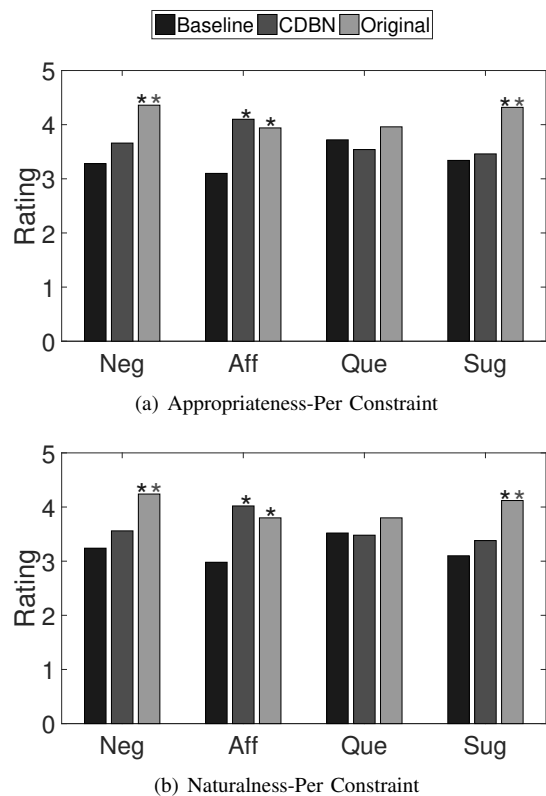 Baseline CDBN Original
5
4
3
2
1
0
Rating
** * * **
Neg Aff Que Sug
(a) Appropriateness-Per Constraint
5
4
3
2
1
0
Rating
** * * **
Neg Aff Que Sug
(b) Naturalness-Per Constraint